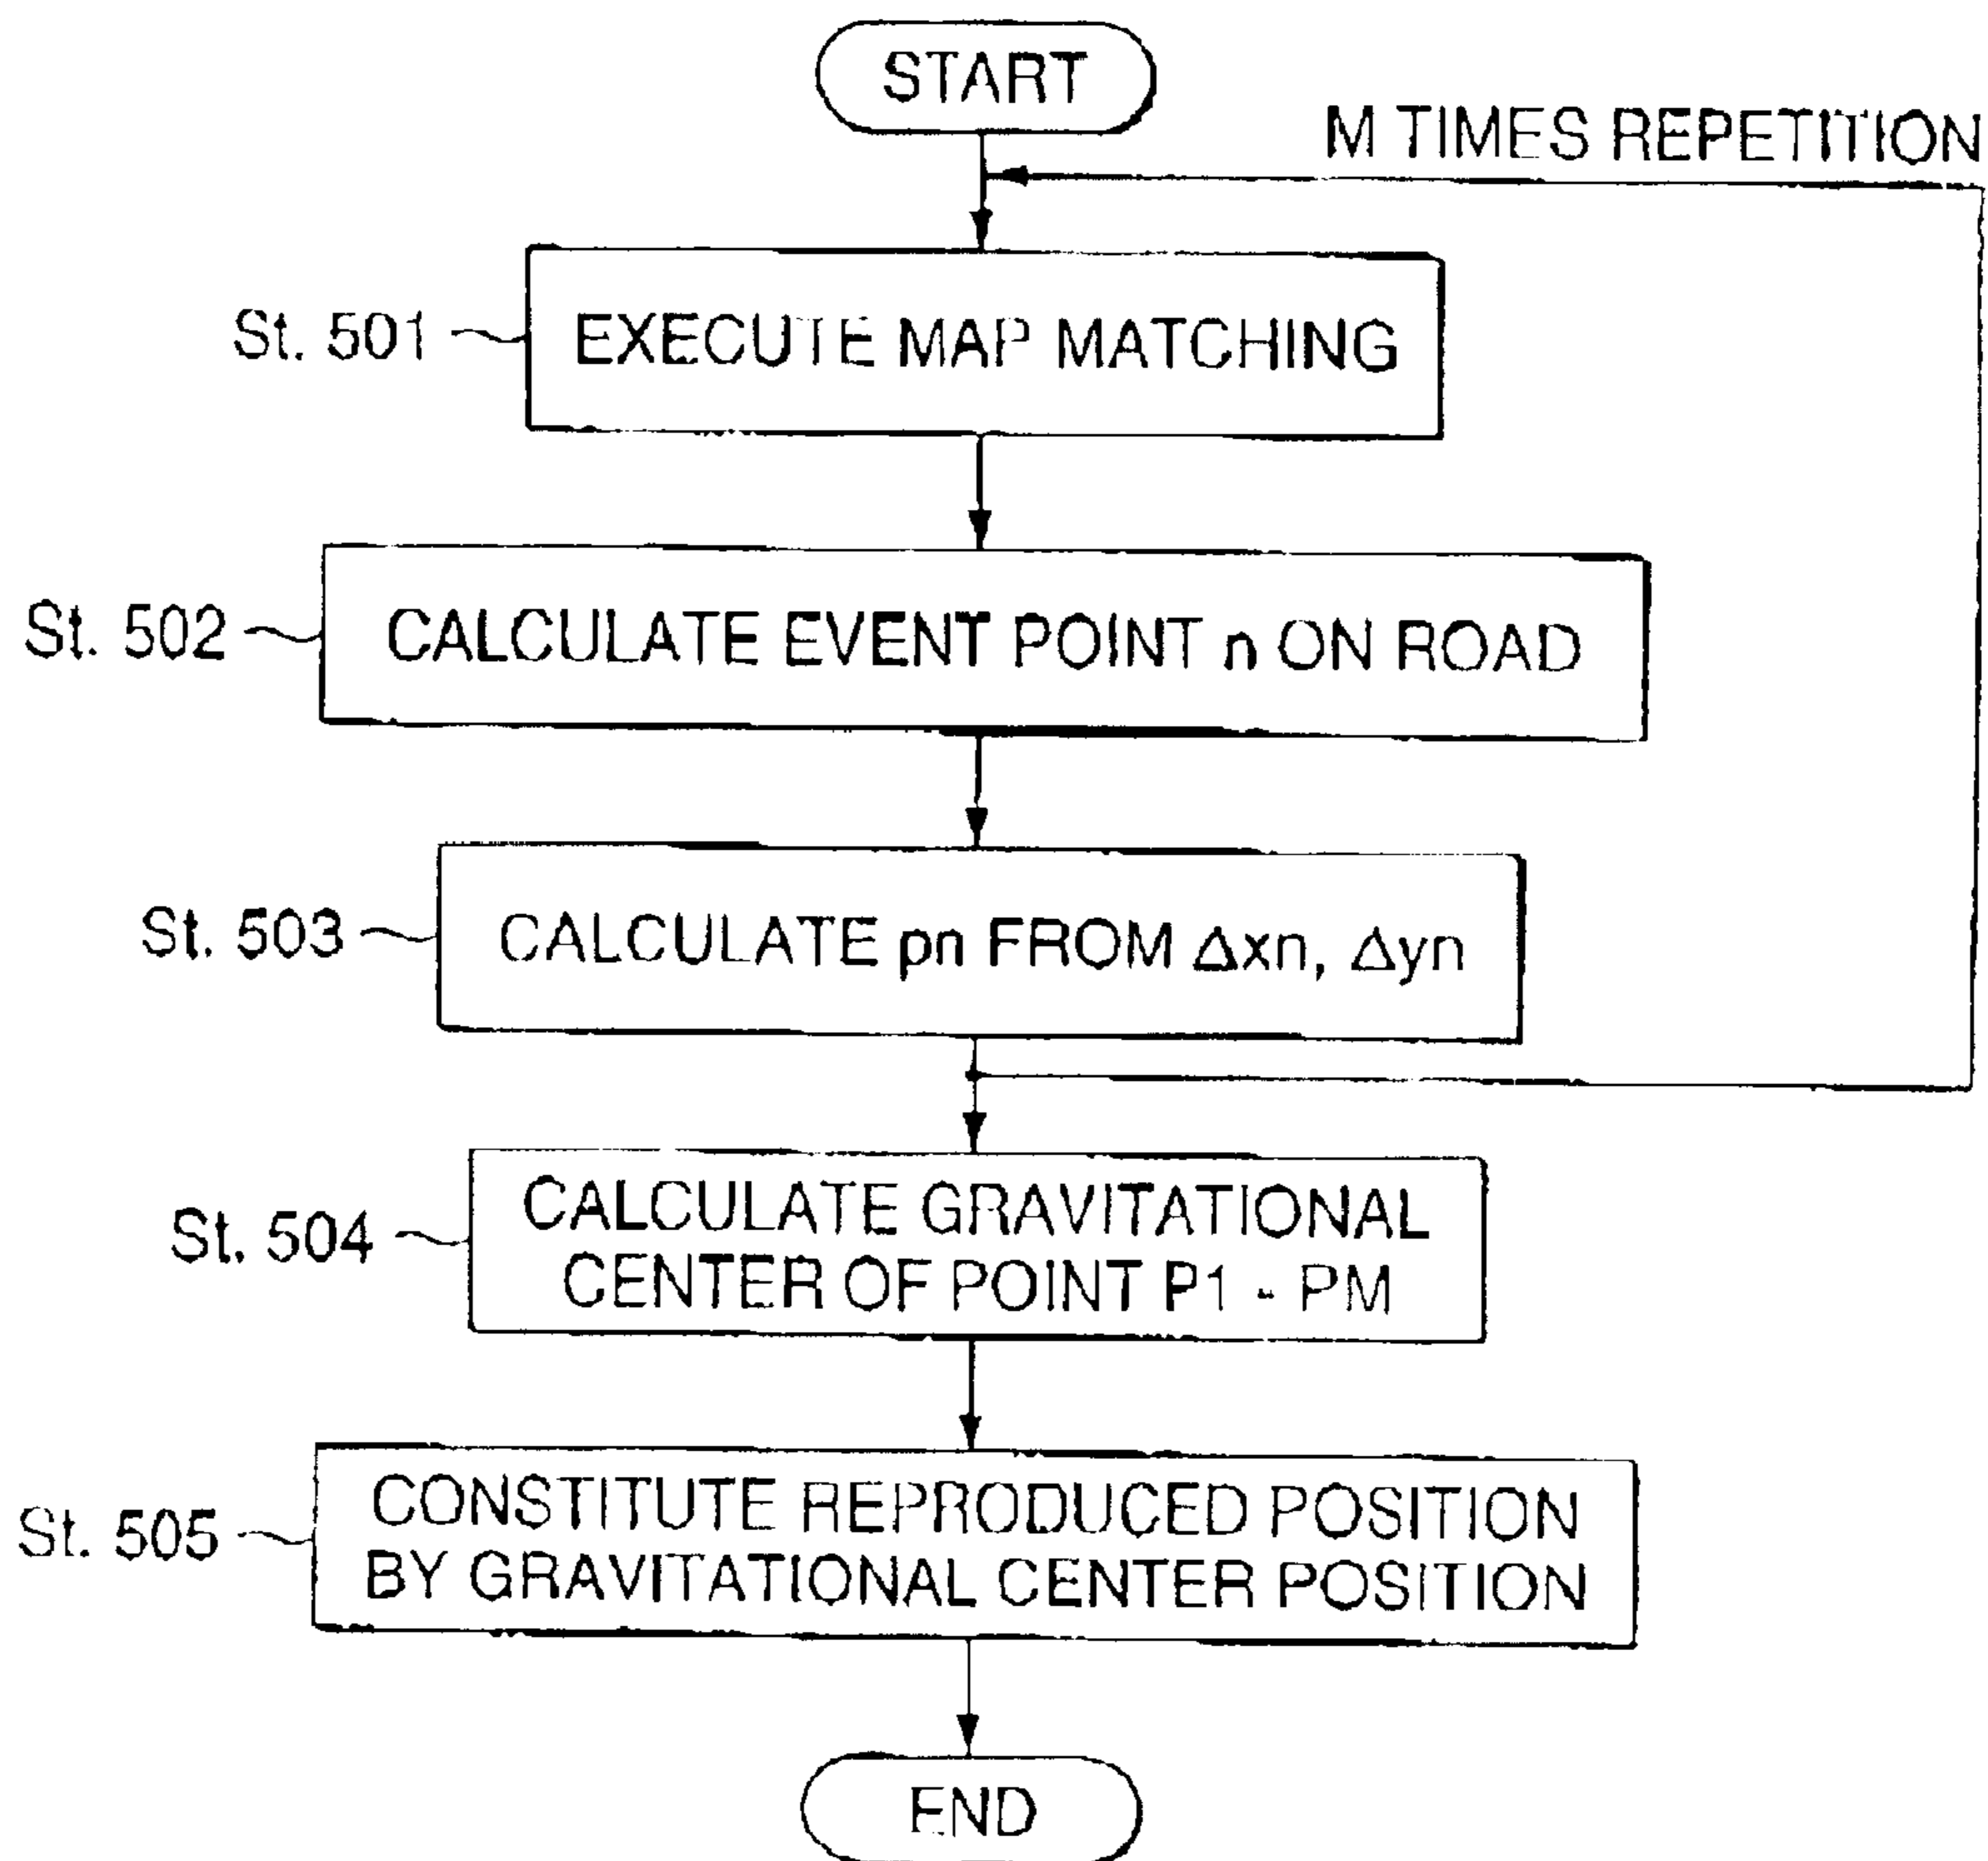 START
M TIMES REPETITION
St. 501
EXECUTE MAP MATCHING
St. 502
CALCULATE EVENT POINT n ON ROAD
St. 503
CALCULATE pn FROM Δxn, Δyn
St. 504
CALCULATE GRAVITATIONAL
CENTER OF POINT P1 - PM
St. 505
CONSTITUTE REPRODUCED POSITION
BY GRAVITATIONAL CENTER POSITION
END